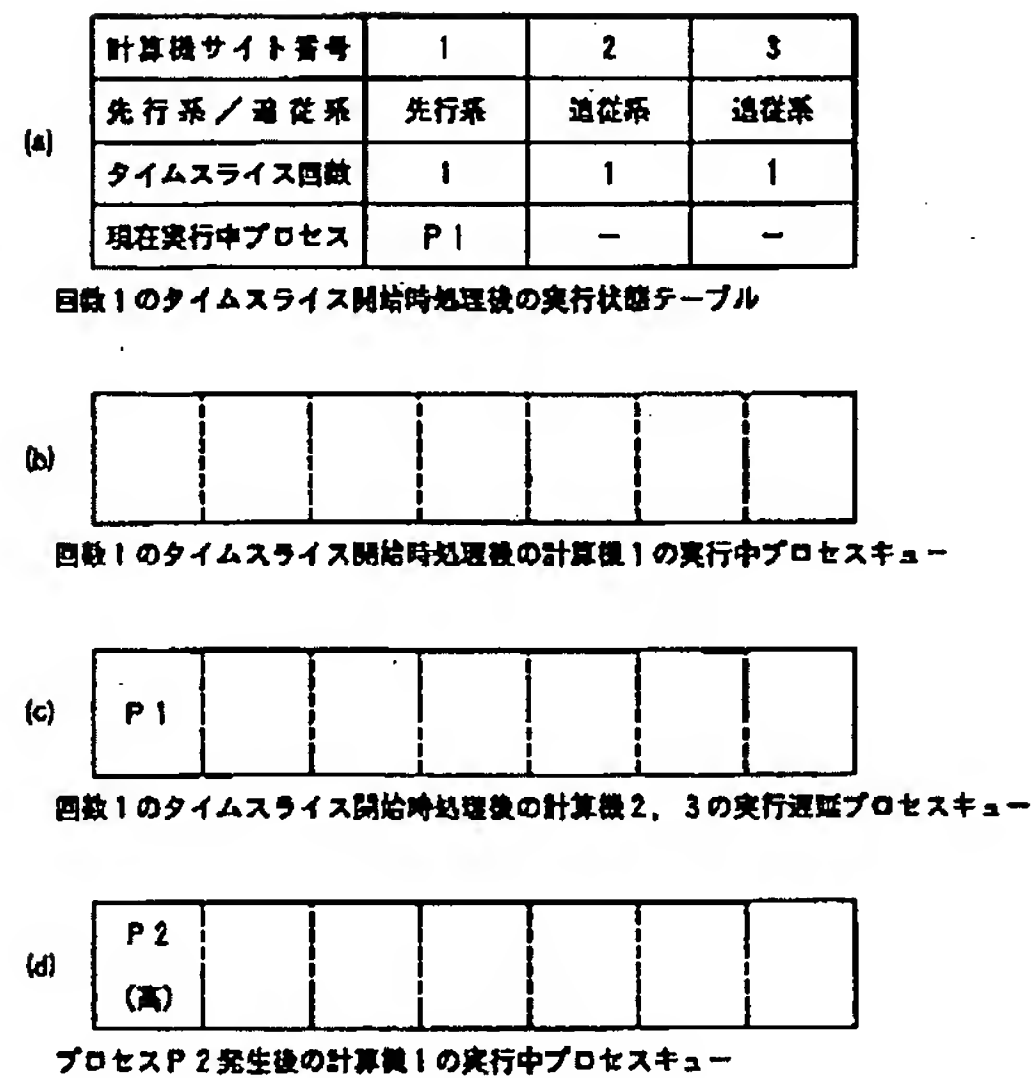 (a)
計算機サイト番号 1 2 3
先行系／追従系 先行系 追従系 追従系
タイムスライス回数 1 1 1
現在実行中プロセス P1 － －
回数1のタイムスライス開始時処理後の実行状態テーブル
(b)
回数1のタイムスライス開始時処理後の計算機1の実行中プロセスキュー
(c) P1
回数1のタイムスライス開始時処理後の計算機2，3の実行遅延プロセスキュー
(d) P2
(高)
プロセスP2発生後の計算機1の実行中プロセスキュー